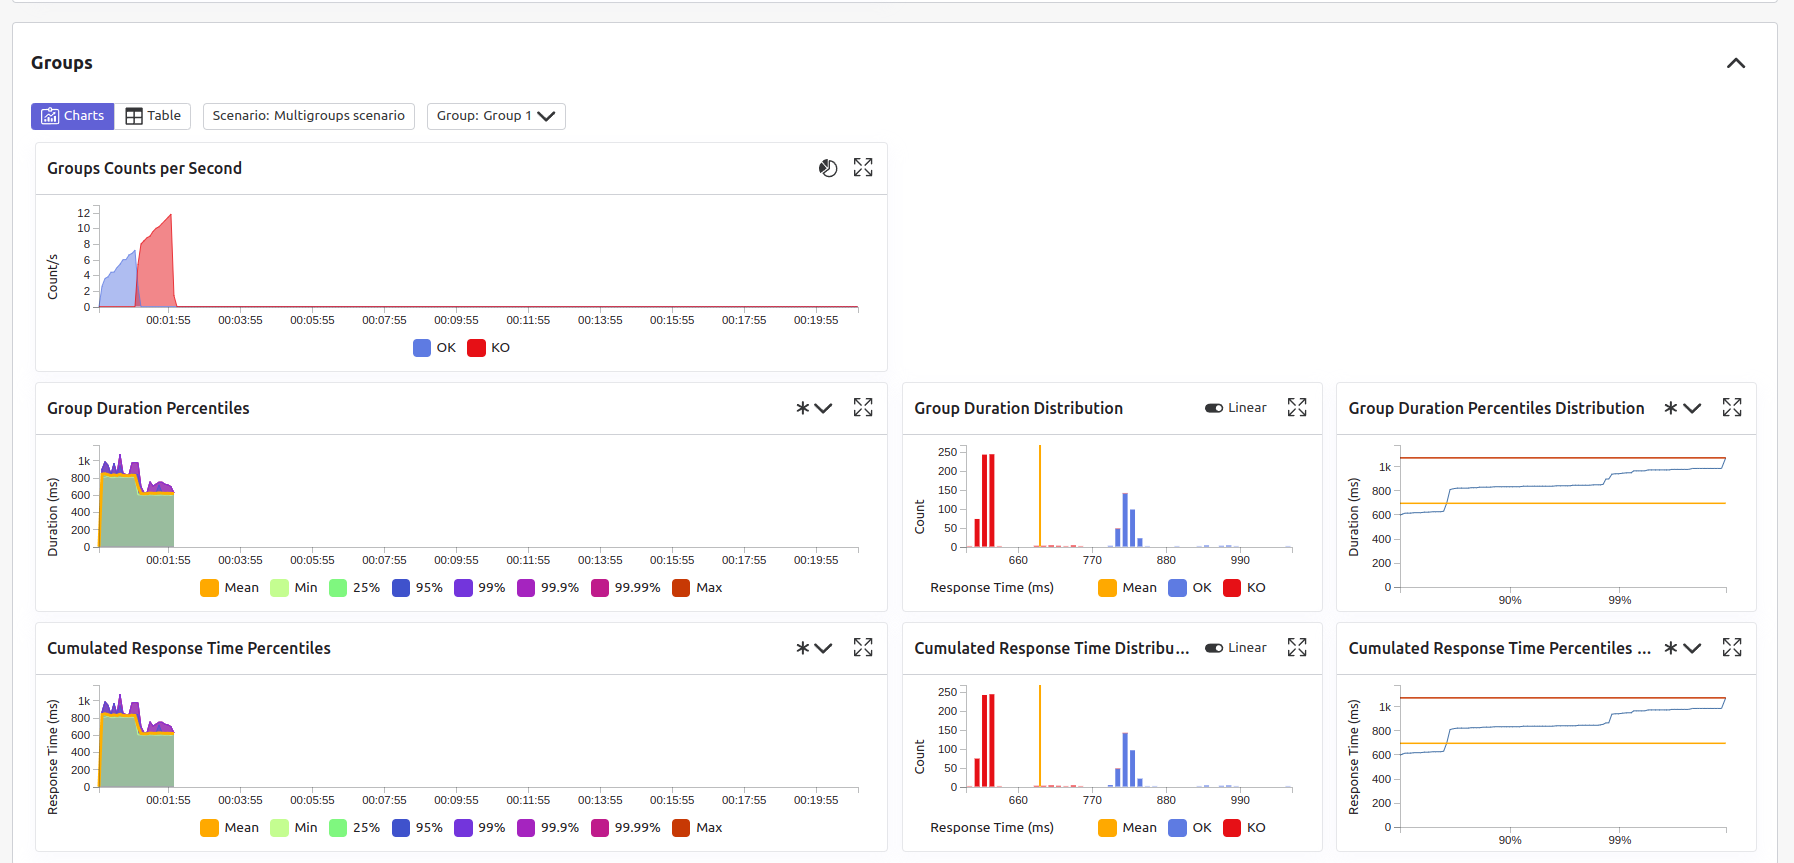 Groups
Charts Table Scenario: Multigroups scenario Group: Group 1
Groups Counts per Second
Count/s
12
10
8
6
4
2
0
00:01:55 00:03:55 00:05:55 00:07:55 00:09:55 00:11:55 00:13:55 00:15:55 00:17:55 00:19:55
OK KO
Group Duration Percentiles
Duration (ms)
1k
800
600
400
200
0
00:01:55 00:03:55 00:05:55 00:07:55 00:09:55 00:11:55 00:13:55 00:15:55 00:17:55 00:19:55
Mean Min 25% 95% 99% 99.9% 99.99% Max
Group Duration Distribution Linear
Count
250
200
150
100
50
0
660 770 880 990
Response Time (ms) Mean OK KO
Group Duration Percentiles Distribution
Duration (ms)
1k
800
600
400
200
0
90% 99%
Cumulated Response Time Percentiles
Response Time (ms)
1k
800
600
400
200
0
00:01:55 00:03:55 00:05:55 00:07:55 00:09:55 00:11:55 00:13:55 00:15:55 00:17:55 00:19:55
Mean Min 25% 95% 99% 99.9% 99.99% Max
Cumulated Response Time Distribu... Linear
Count
250
200
150
100
50
0
660 770 880 990
Response Time (ms) Mean OK KO
Cumulated Response Time Percentiles ...
Response Time (ms)
1k
800
600
400
200
0
90% 99%